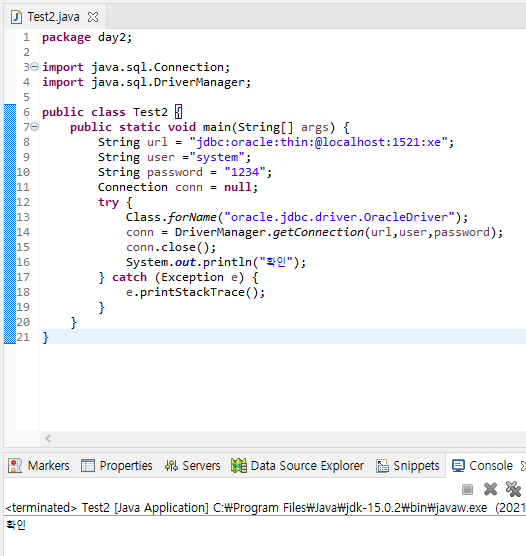 Test2.java
1 package day2;
2
3 import java.sql.Connection;
4 import java.sql.DriverManager;
5
6 public class Test2 {
7     public static void main(String[] args) {
8         String url = "jdbc:oracle:thin:@localhost:1521:xe";
9         String user ="system";
10         String password = "1234";
11         Connection conn = null;
12         try {
13             Class.forName("oracle.jdbc.driver.OracleDriver");
14             conn = DriverManager.getConnection(url,user,password);
15             conn.close();
16             System.out.println("확인");
17         } catch (Exception e) {
18             e.printStackTrace();
19         }
20     }
21 }
Markers Properties Servers Data Source Explorer Snippets Console
<terminated> Test2 [Java Application] C:₩Program Files₩Java₩jdk-15.0.2₩bin₩javaw.exe (2021
확인